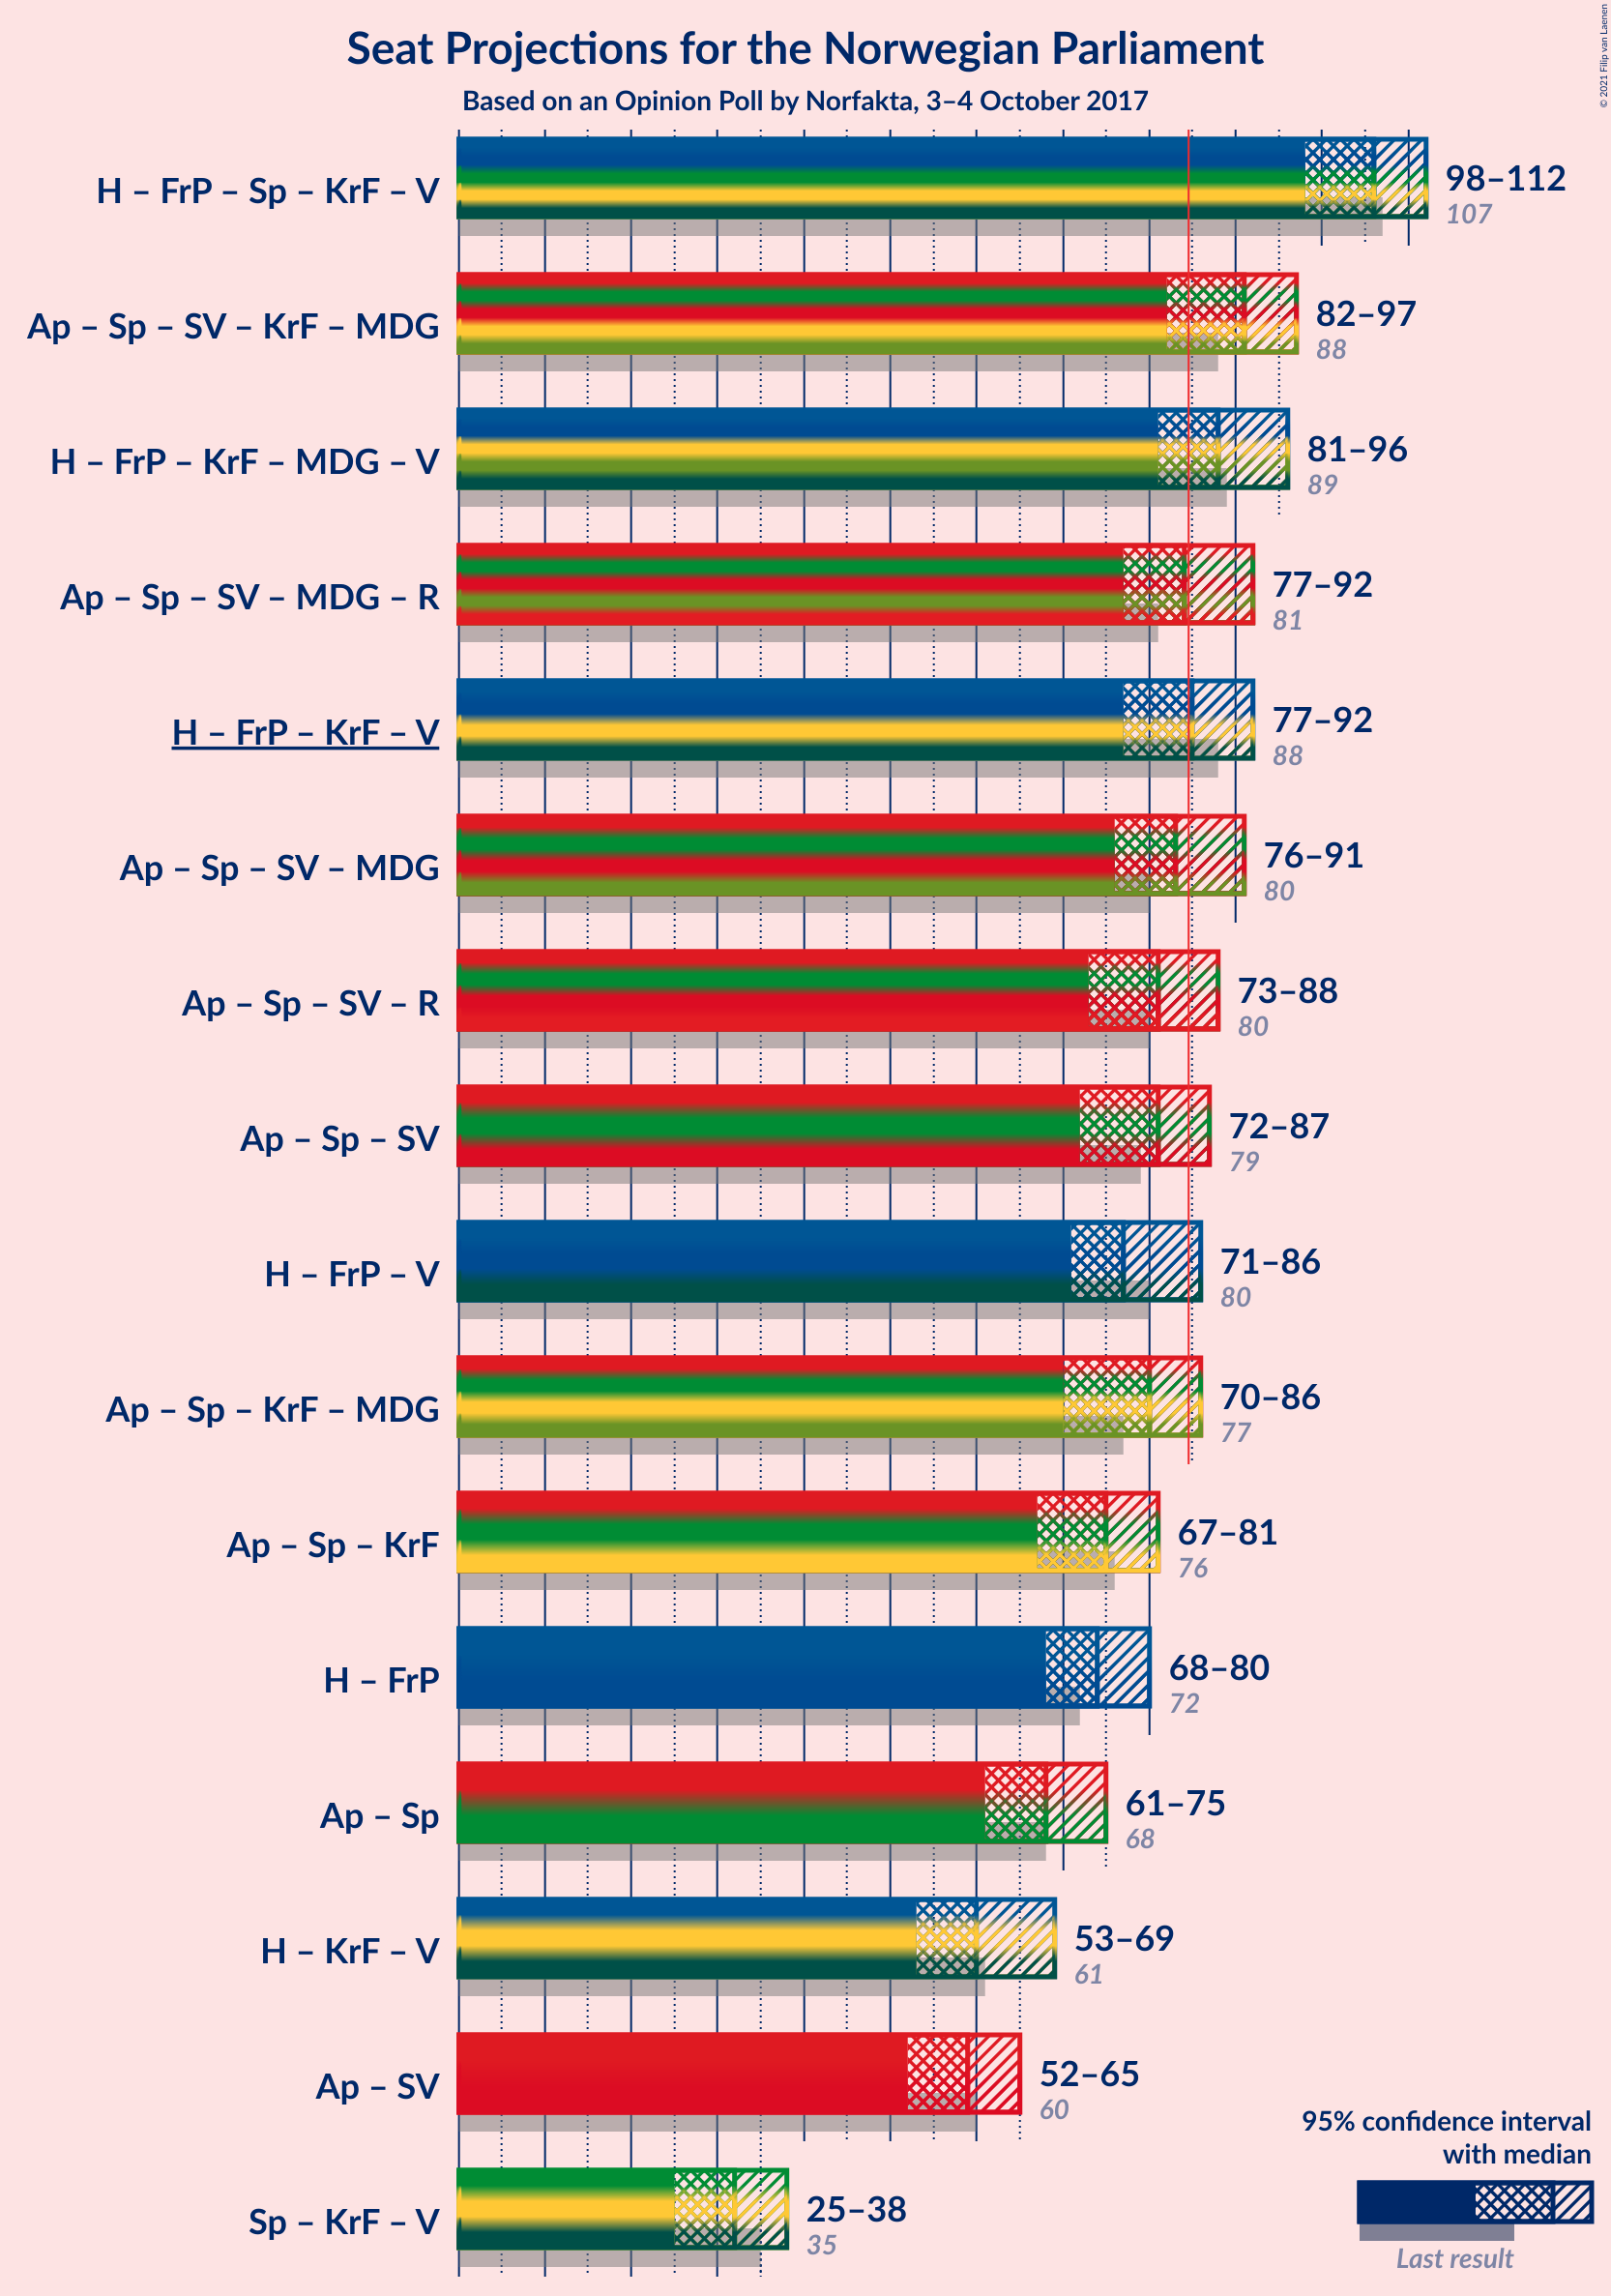 Seat Projections for the Norwegian Parliament
Based on an Opinion Poll by Norfakta, 3–4 October 2017
© 2021 Filip van Laenen
H – FrP – Sp – KrF – V
98–112
107
Ap – Sp – SV – KrF – MDG
82–97
88
H – FrP – KrF – MDG – V
81–96
89
Ap – Sp – SV – MDG – R
77–92
81
H – FrP – KrF – V
77–92
88
Ap – Sp – SV – MDG
76–91
80
Ap – Sp – SV – R
73–88
80
Ap – Sp – SV
72–87
79
H – FrP – V
71–86
80
Ap – Sp – KrF – MDG
70–86
77
Ap – Sp – KrF
67–81
76
H – FrP
68–80
72
Ap – Sp
61–75
68
H – KrF – V
53–69
61
Ap – SV
52–65
60
Sp – KrF – V
25–38
35
95% confidence interval
with median
Last result